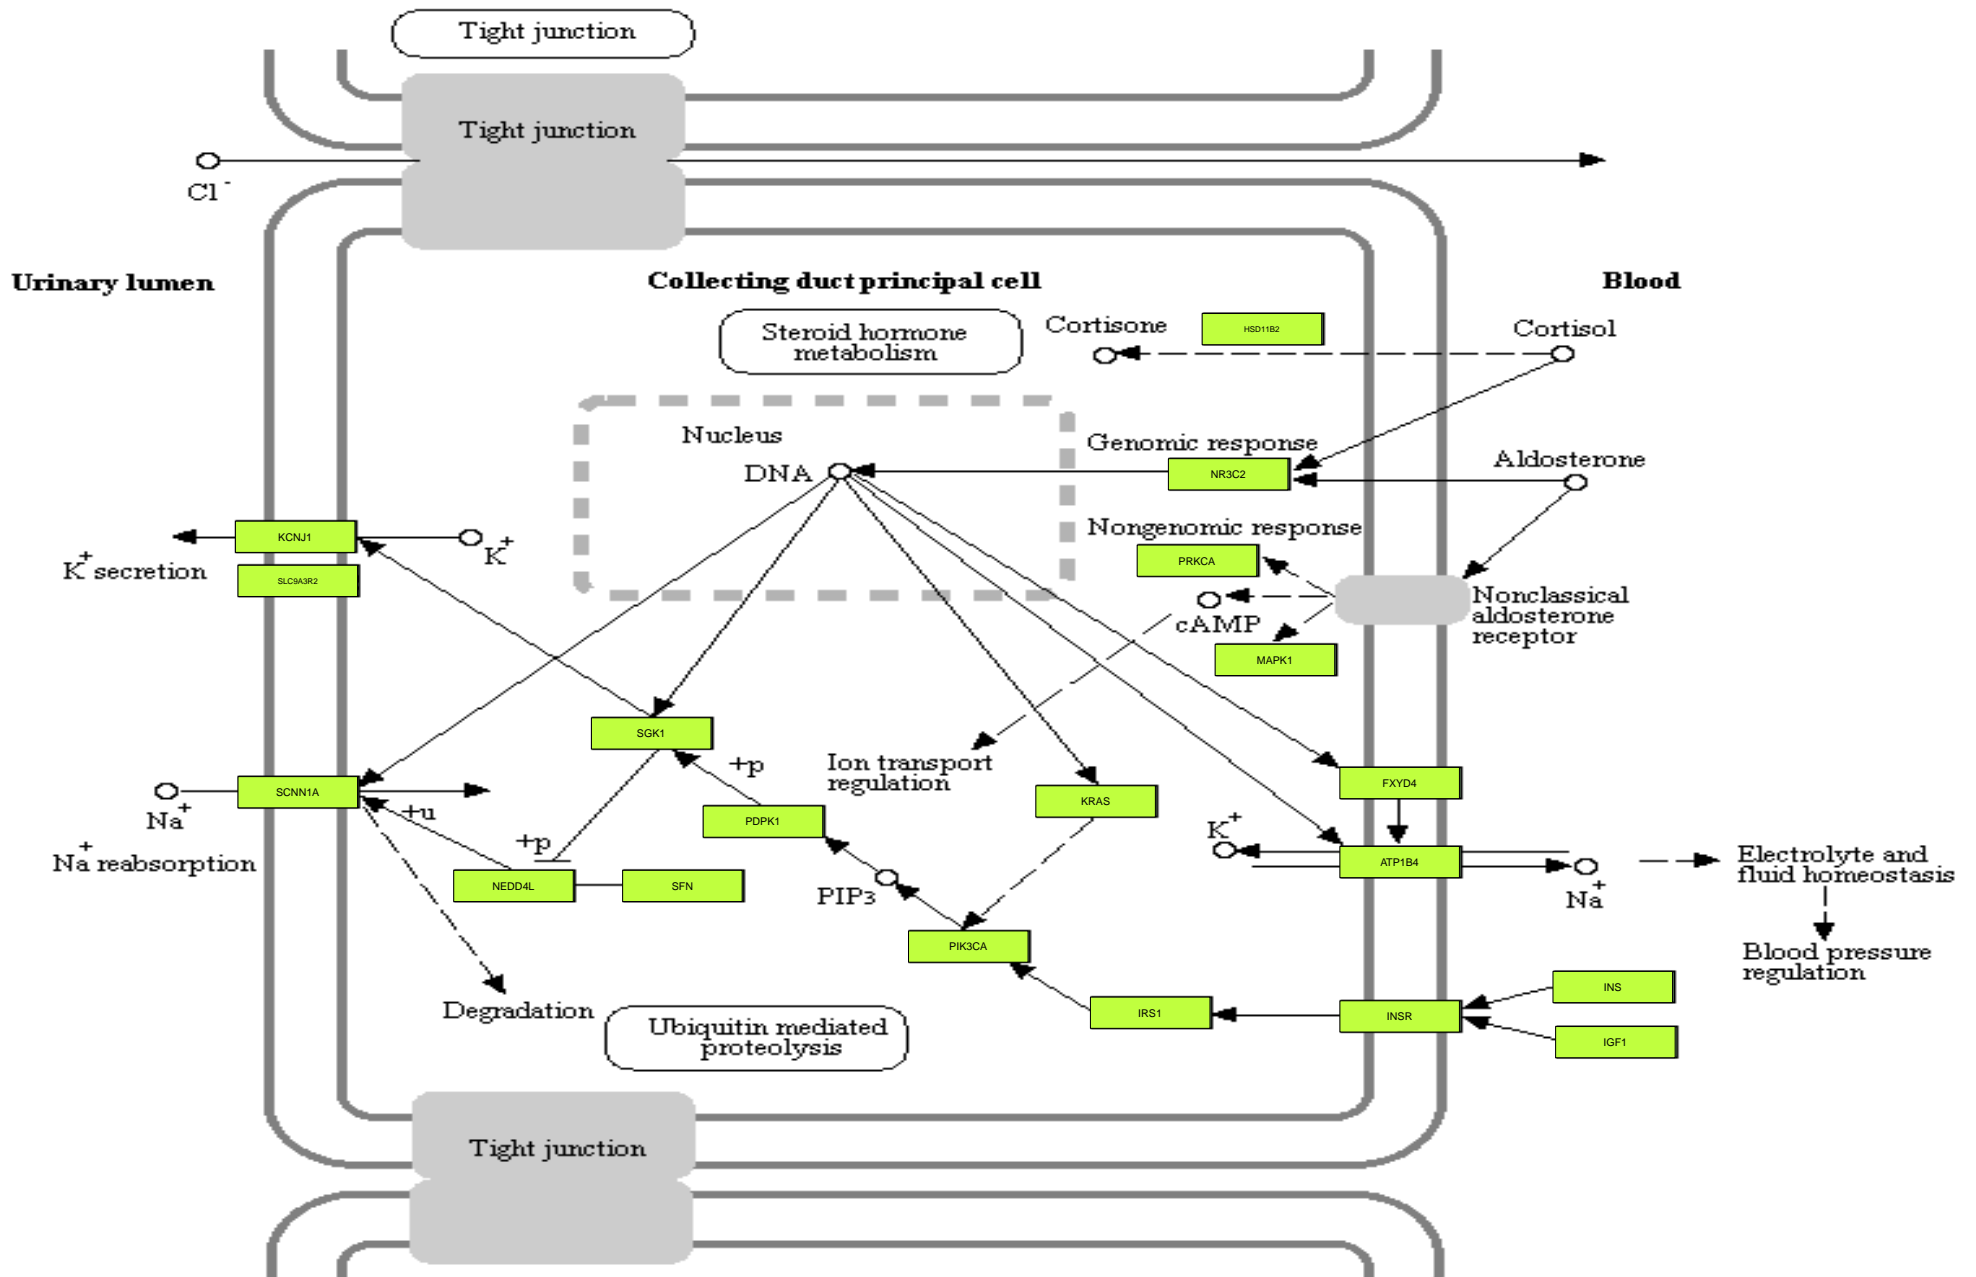 Tight junction
Tight junction
Cl-
Urinary lumen
Collecting duct principal cell
Blood
Steroid hormone
metabolism
Cortisone
HSD11B2
Cortisol
Nucleus
DNA
Genomic response
NR3C2
Aldosterone
Nongenomic response
PRKCA
cAMP
MAPK1
Nonclassical
aldosterone
receptor
KCNJ1
K+
K+ secretion
SLC9A3R2
SGK1
+p
Ion transport
regulation
KRAS
FXYD4
SCNN1A
Na+
+u
Na+ reabsorption
PDPK1
+p
NEDD4L
SFN
PIP3
K+
ATP1B4
Na+
Electrolyte and
fluid homeostasis
Blood pressure
regulation
PIK3CA
Degradation
Ubiquitin mediated
proteolysis
IRS1
INSR
INS
IGF1
Tight junction